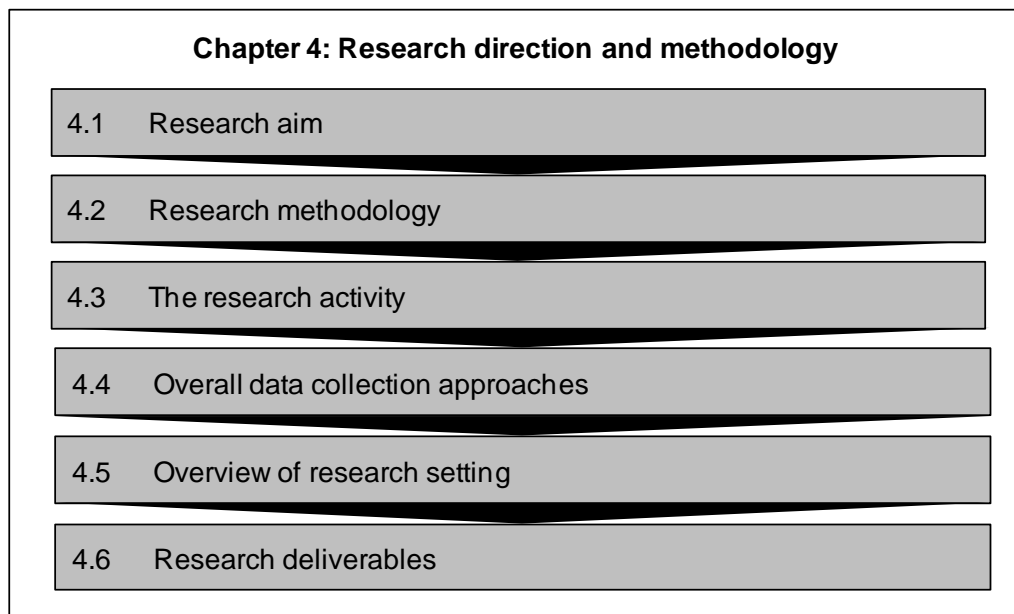 Chapter 4: Research direction and methodology
4.1 Research aim
4.2 Research methodology
4.3 The research activity
4.4 Overall data collection approaches
4.5 Overview of research setting
4.6 Research deliverables